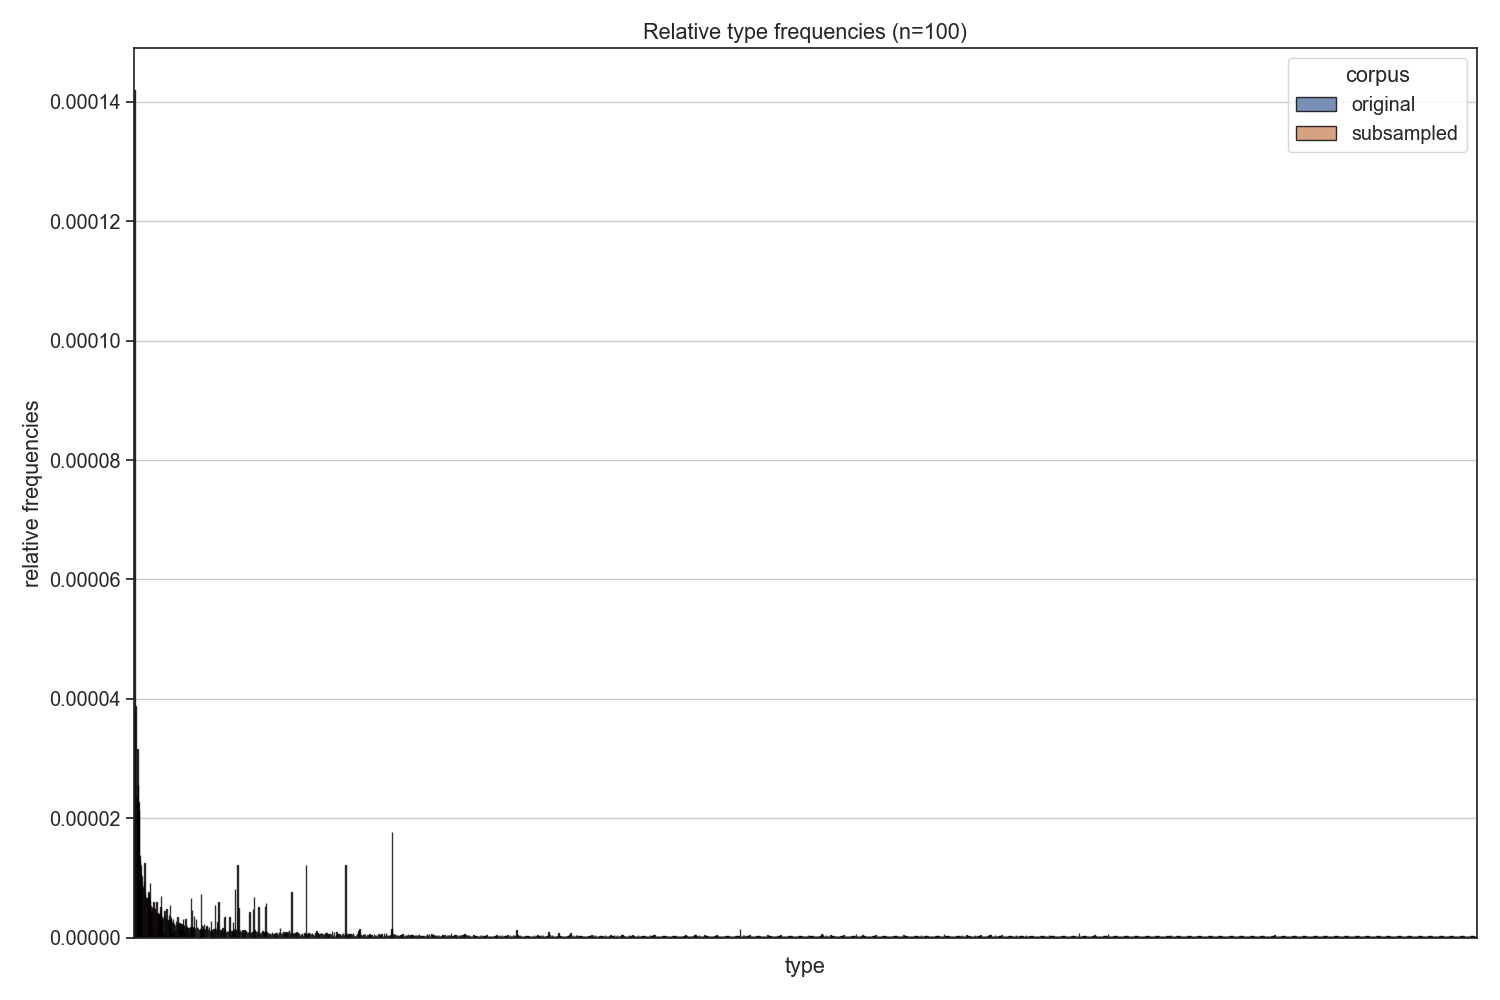 Relative type frequencies (n=100)
corpus
original
subsampled
0.00014
0.00012
0.00010
0.00008
0.00006
0.00004
0.00002
0.00000
relative frequencies
type